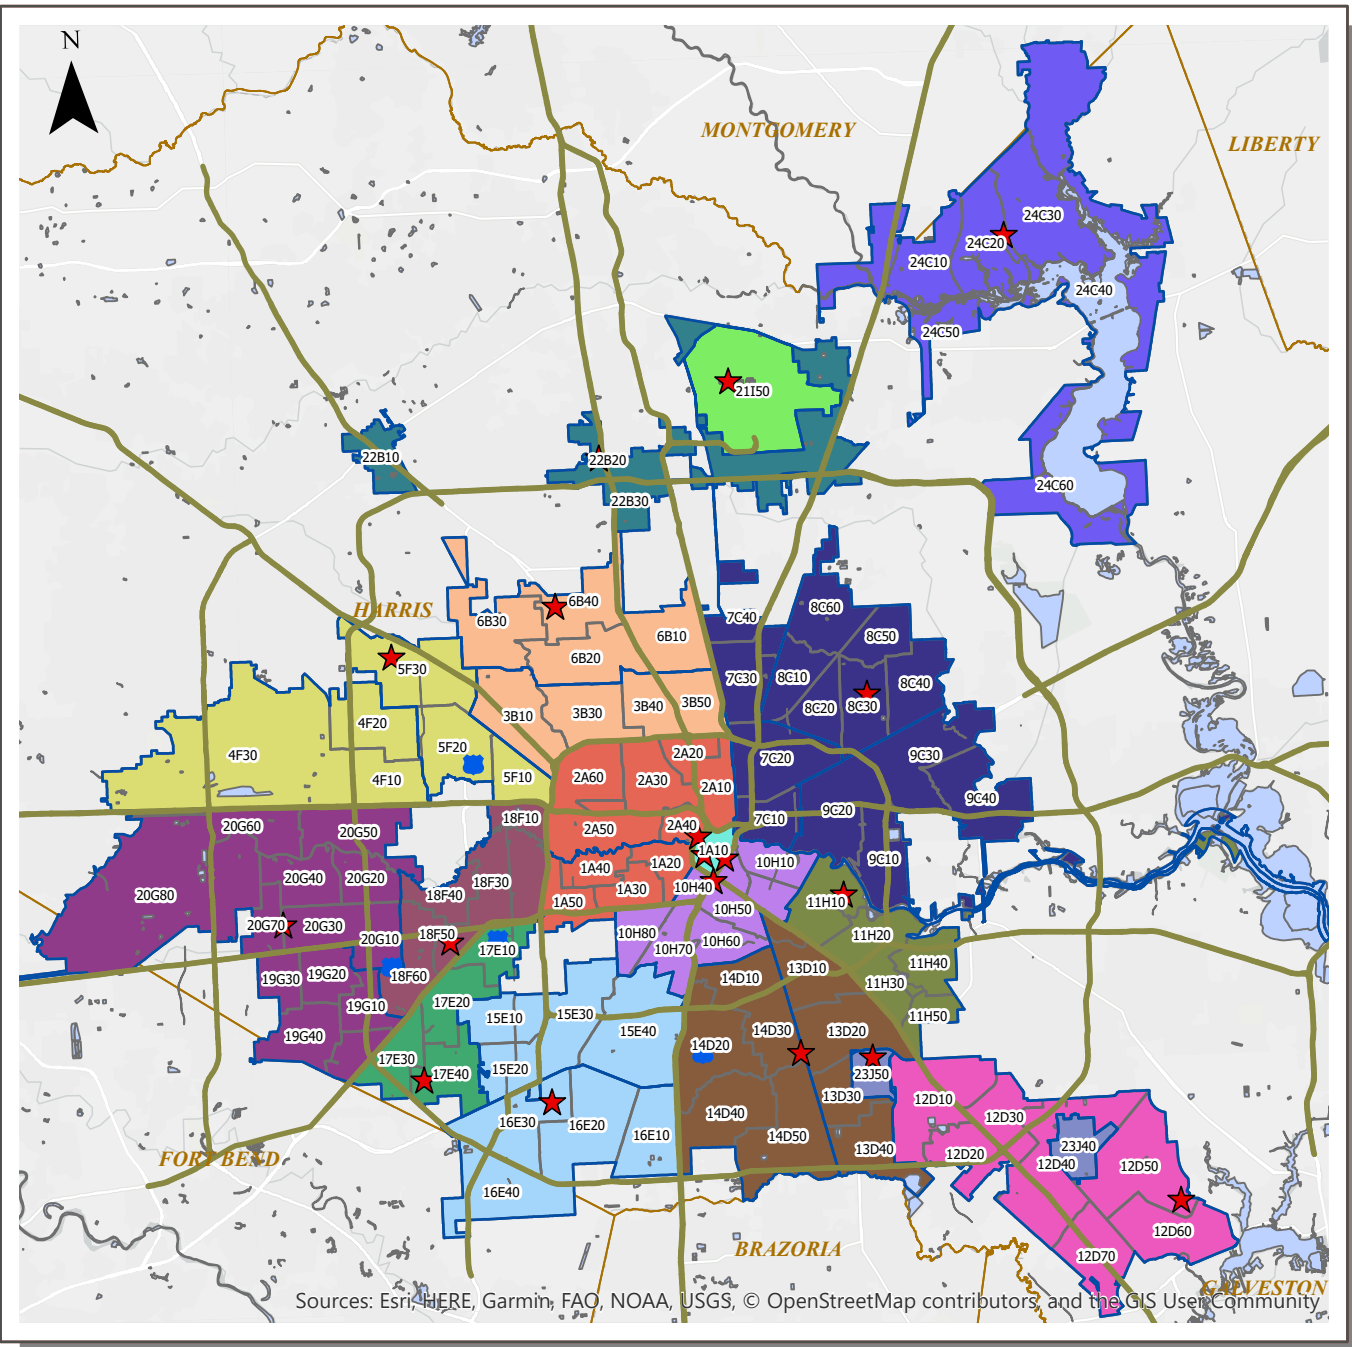 N
MONTGOMERY
LIBERTY
24C30
24C20
24C10
24C40
24C50
21I50
22B10
22B20
24C60
22B30
HARRIS
6B40
6B30
8C60
7C40
6B10
8C50
6B20
5F30
7C30
8C10
8C40
3B50
3B40
8C20
8C30
3B30
3B10
4F20
5F20
2A20
4F30
7C20
9C30
5F10
2A60
2A30
4F10
2A10
9C40
9C20
18F10
7C10
20G60
2A40
20G50
2A50
1A10
9C10
1A20
10H10
1A40
20G40
20G20
18F30
10H40
1A30
20G80
18F40
1A50
11H10
10H50
20G70
20G30
10H80
18F50
11H20
20G10
10H60
17E10
10H70
11H40
13D10
19G20
18F60
14D10
19G30
11H30
17E20
19G10
15E30
11H50
15E10
15E40
14D30
13D20
19G40
14D20
17E30
15E20
17E40
23J50
13D30
12D10
14D40
12D30
16E30
16E20
16E10
14D50
23J40
13D40
12D20
FORT BEND
12D40
12D50
16E40
12D60
BRAZORIA
12D70
GALVESTON
Sources: Esri, HERE, Garmin, FAO, NOAA, USGS, © OpenStreetMap contributors, and the GIS User Community